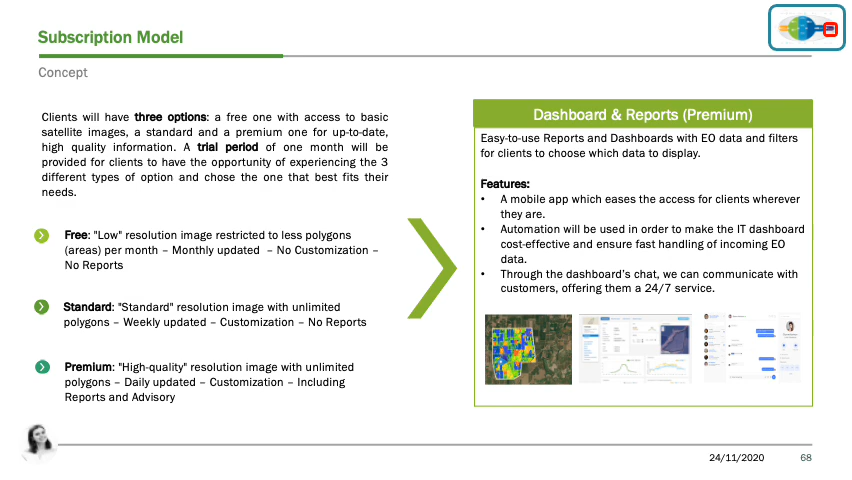 Subscription Model
Concept
Clients will have three options: a free one with access to basic
satellite images, a standard and a premium one for up-to-date,
high quality information. A trial period of one month will be
provided for clients to have the opportunity of experiencing the 3
different types of option and chose the one that best fits their
needs.
Free: "Low" resolution image restricted to less polygons
(areas) per month – Monthly updated – No Customization –
No Reports
Standard: "Standard" resolution image with unlimited
polygons – Weekly updated – Customization – No Reports
Premium: "High-quality" resolution image with unlimited
polygons – Daily updated – Customization – Including
Reports and Advisory
Dashboard & Reports (Premium)
Easy-to-use Reports and Dashboards with EO data and filters
for clients to choose which data to display.
Features:
• A mobile app which eases the access for clients wherever
they are.
• Automation will be used in order to make the IT dashboard
cost-effective and ensure fast handling of incoming EO
data.
• Through the dashboard's chat, we can communicate with
customers, offering them a 24/7 service.
24/11/2020
68